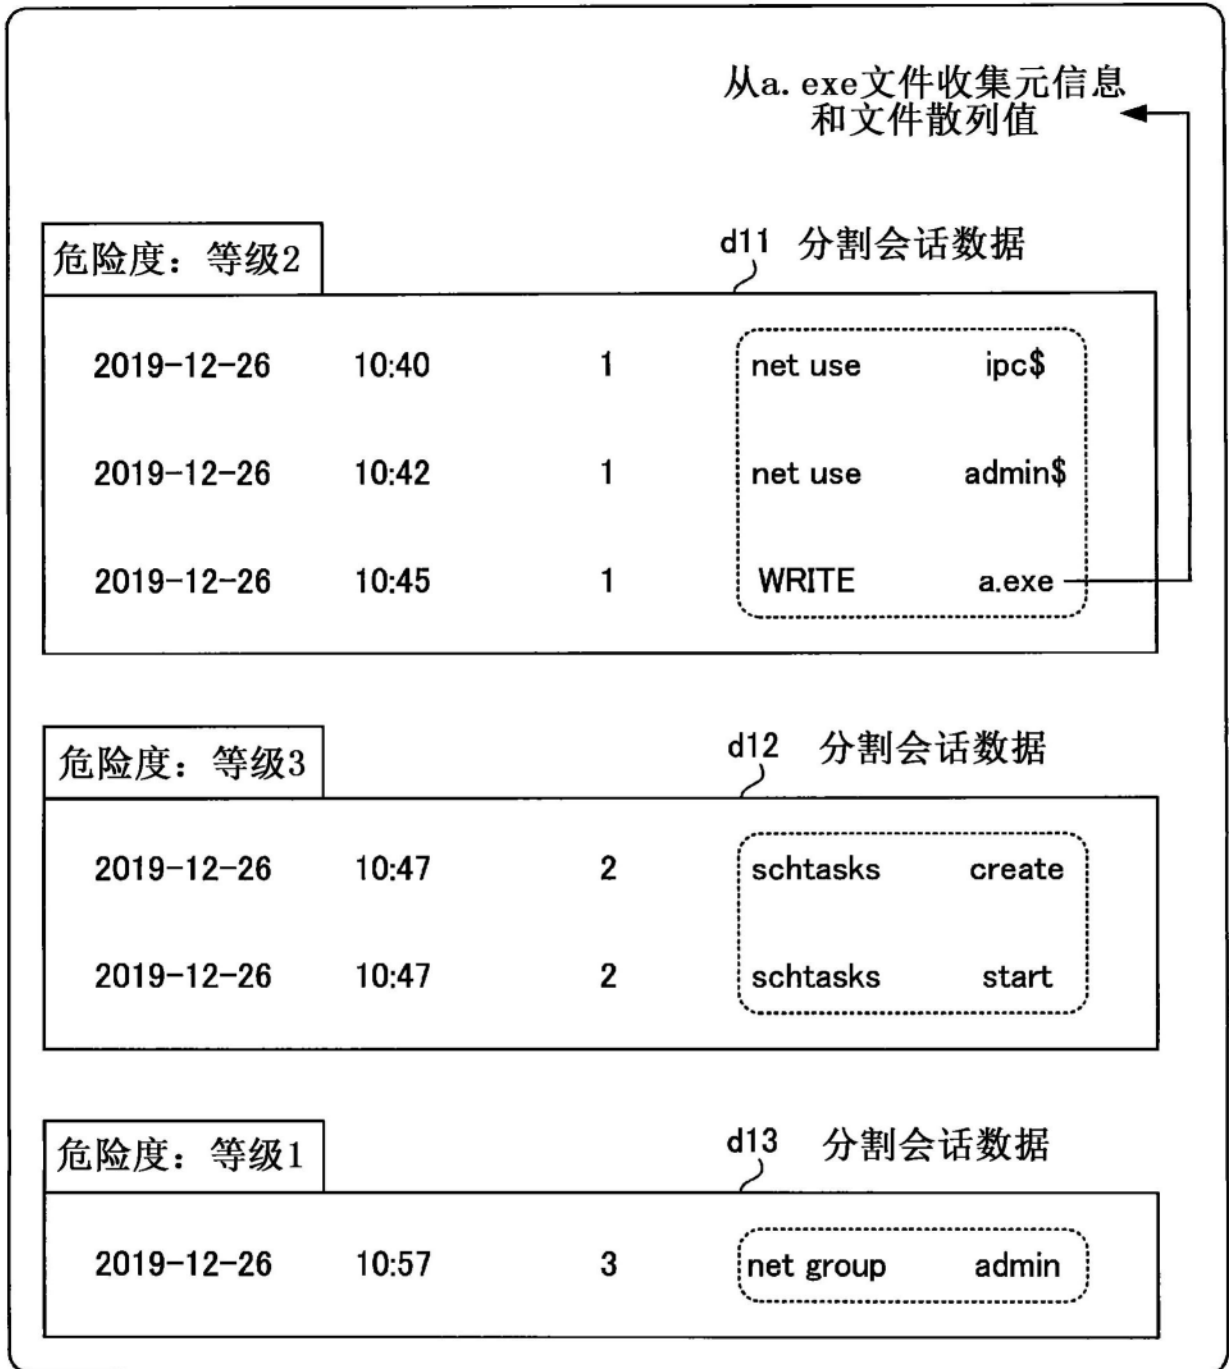 从a.exe文件收集元信息
和文件散列值
危险度：等级2
d11 分割会话数据
2019-12-26 10:40 1 net use ipc$
2019-12-26 10:42 1 net use admin$
2019-12-26 10:45 1 WRITE a.exe
危险度：等级3
d12 分割会话数据
2019-12-26 10:47 2 schtasks create
2019-12-26 10:47 2 schtasks start
危险度：等级1
d13 分割会话数据
2019-12-26 10:57 3 net group admin